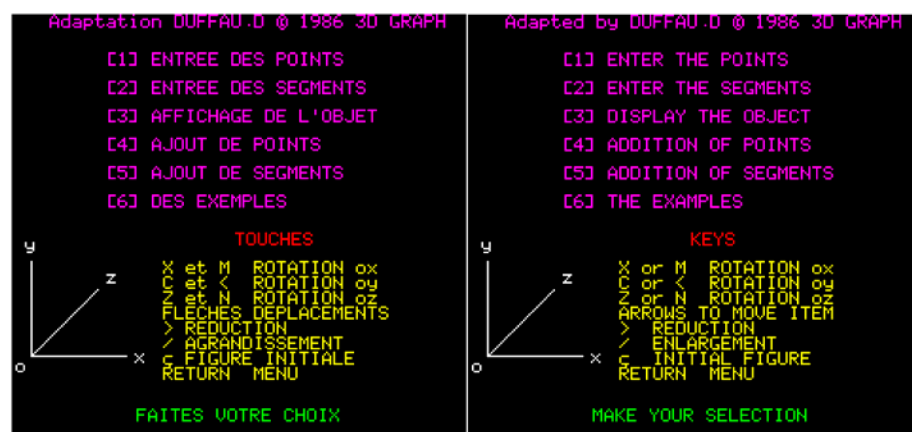 Adaptation DUFFAU.D @ 1986 3D GRAPH
[1] ENTREE DES POINTS
[2] ENTREE DES SEGMENTS
[3] AFFICHAGE DE L'OBJET
[4] AJOUT DE POINTS
[5] AJOUT DE SEGMENTS
[6] DES EXEMPLES
TOUCHES
y
z
o
x
X et M ROTATION ox
C et < ROTATION oy
Z et N ROTATION oz
FLECHES DEPLACEMENTS
> REDUCTION
/ AGRANDISSEMENT
ç FIGURE INITIALE
RETURN MENU
FAITES VOTRE CHOIX
Adapted by DUFFAU.D @ 1986 3D GRAPH
[1] ENTER THE POINTS
[2] ENTER THE SEGMENTS
[3] DISPLAY THE OBJECT
[4] ADDITION OF POINTS
[5] ADDITION OF SEGMENTS
[6] THE EXAMPLES
KEYS
y
z
o
x
X or M ROTATION ox
C or < ROTATION oy
Z or N ROTATION oz
ARROWS TO MOVE ITEM
> REDUCTION
/ ENLARGEMENT
ç INITIAL FIGURE
RETURN MENU
MAKE YOUR SELECTION